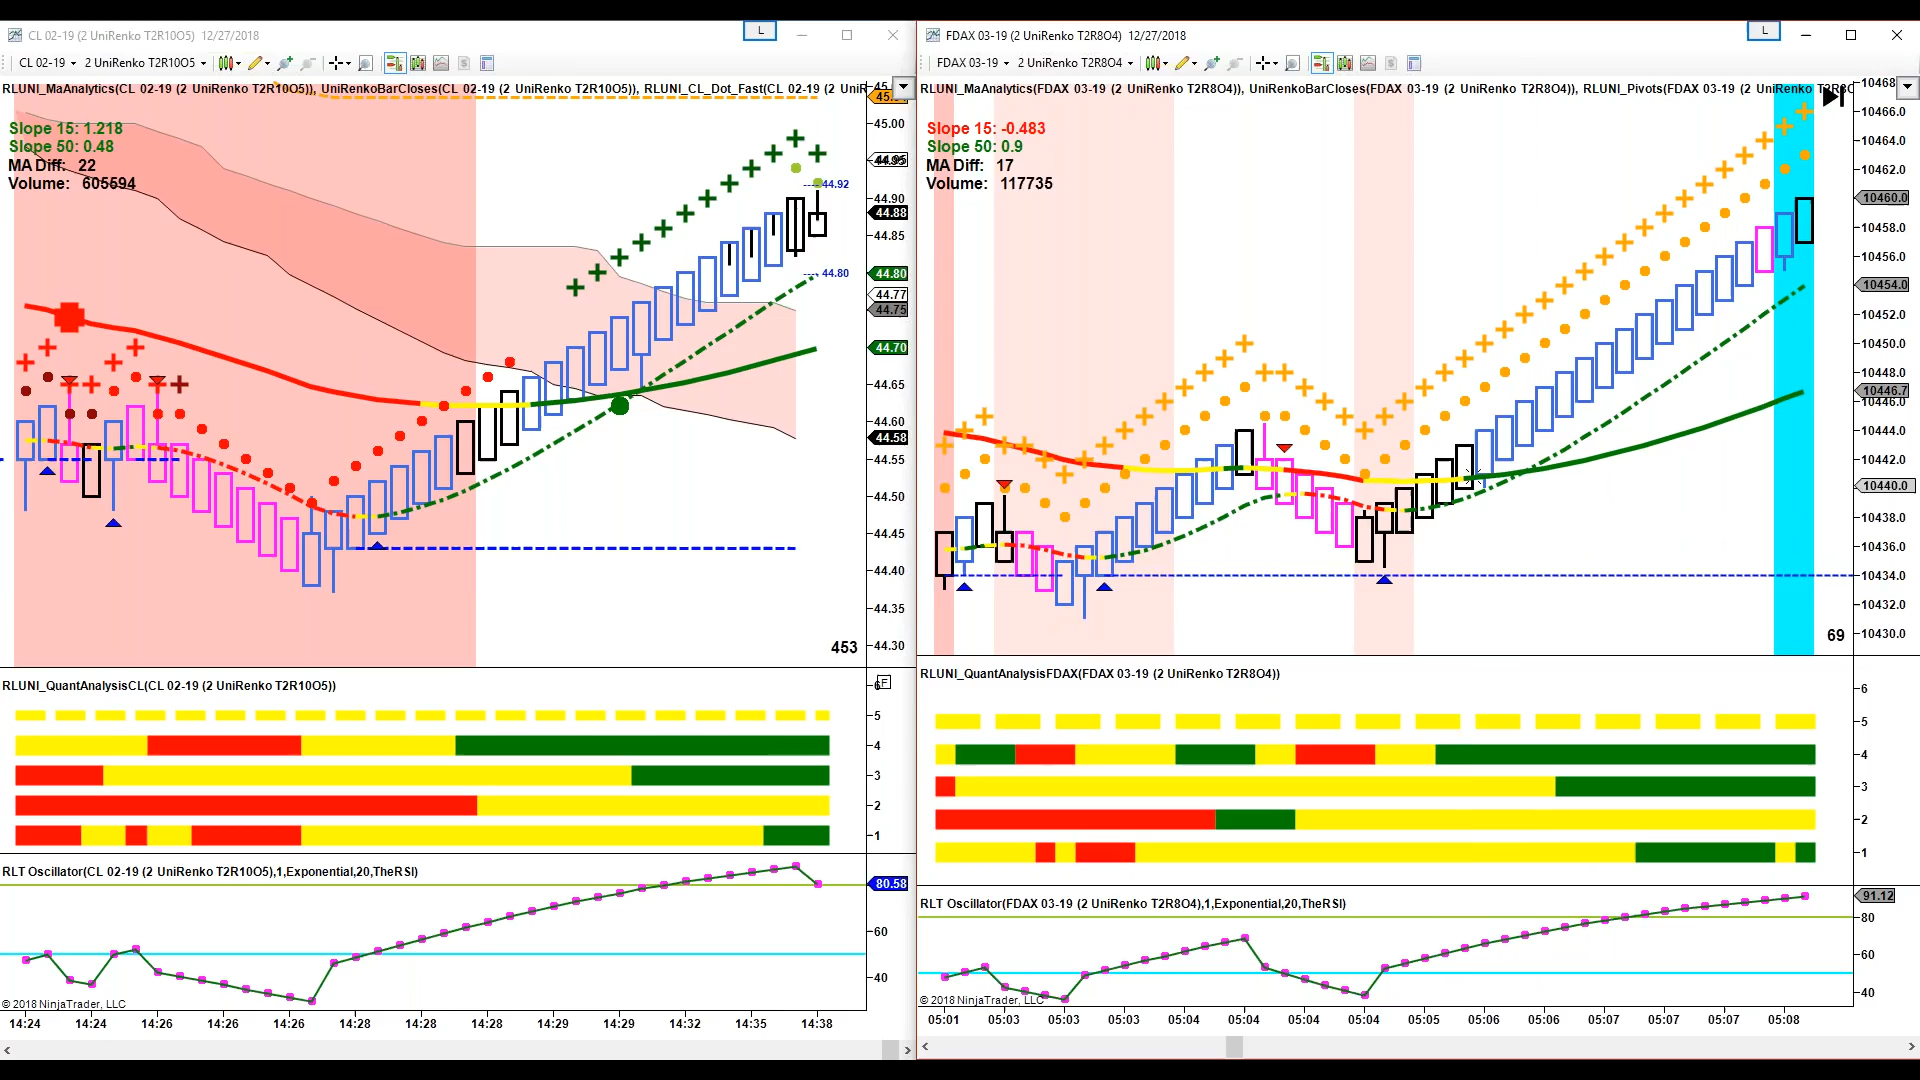 L
CL 02-19 (2 UniRenko T2R10O5)  12/27/2018
CL 02-19  2 UniRenko T2R10O5
RLUNI_MaAnalytics(CL 02-19 (2 UniRenko T2R10O5)), UniRenkoBarCloses(CL 02-19 (2 UniRenko T2R10O5)), RLUNI_CL_Dot_Fast(CL 02-19 (2 UniR
Slope 15: 1.218
Slope 50: 0.48
MA Diff: 22
Volume: 605594
45.00
44.92
44.90
44.88
44.85
44.80
44.80
44.77
44.75
44.70
44.65
44.60
44.58
44.55
44.50
44.45
44.40
44.35
44.30
453
RLUNI_QuantAnalysisCL(CL 02-19 (2 UniRenko T2R10O5))
F
6
5
4
3
2
1
RLT Oscillator(CL 02-19 (2 UniRenko T2R10O5),1,Exponential,20,TheRSI)
80.58
60
40
© 2018 NinjaTrader, LLC
14:24 14:24 14:26 14:26 14:26 14:28 14:28 14:28 14:29 14:29 14:32 14:35 14:38
L
FDAX 03-19 (2 UniRenko T2R8O4)  12/27/2018
FDAX 03-19  2 UniRenko T2R8O4
RLUNI_MaAnalytics(FDAX 03-19 (2 UniRenko T2R8O4)), UniRenkoBarCloses(FDAX 03-19 (2 UniRenko T2R8O4)), RLUNI_Pivots(FDAX 03-19 (2 UniRenko
Slope 15: -0.483
Slope 50: 0.9
MA Diff: 17
Volume: 117735
10468
10466.0
10464.0
10462.0
10460.0
10458.0
10456.0
10454.0
10452.0
10450.0
10448.0
10446.7
10446.0
10444.0
10442.0
10440.0
10438.0
10436.0
10434.0
10432.0
10430.0
69
RLUNI_QuantAnalysisFDAX(FDAX 03-19 (2 UniRenko T2R8O4))
6
5
4
3
2
1
RLT Oscillator(FDAX 03-19 (2 UniRenko T2R8O4),1,Exponential,20,TheRSI)
91.12
80
60
40
© 2018 NinjaTrader, LLC
05:01 05:03 05:03 05:03 05:04 05:04 05:04 05:04 05:05 05:06 05:06 05:07 05:07 05:07 05:08